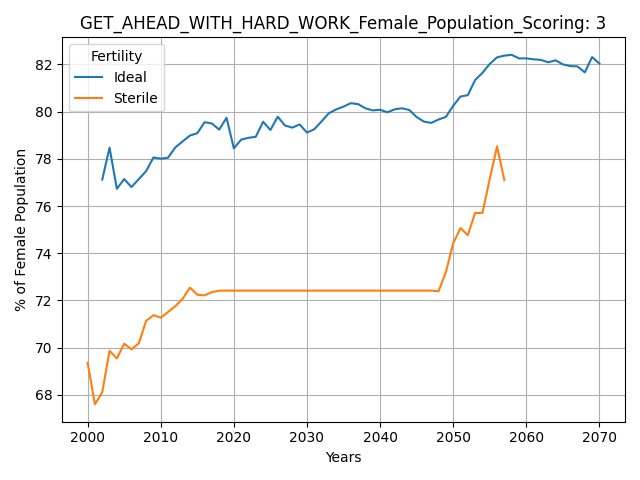 GET_AHEAD_WITH_HARD_WORK_Female_Population_Scoring: 3
Fertility
Ideal
Sterile
% of Female Population
82
80
78
76
74
72
70
68
2000 2010 2020 2030 2040 2050 2060 2070
Years